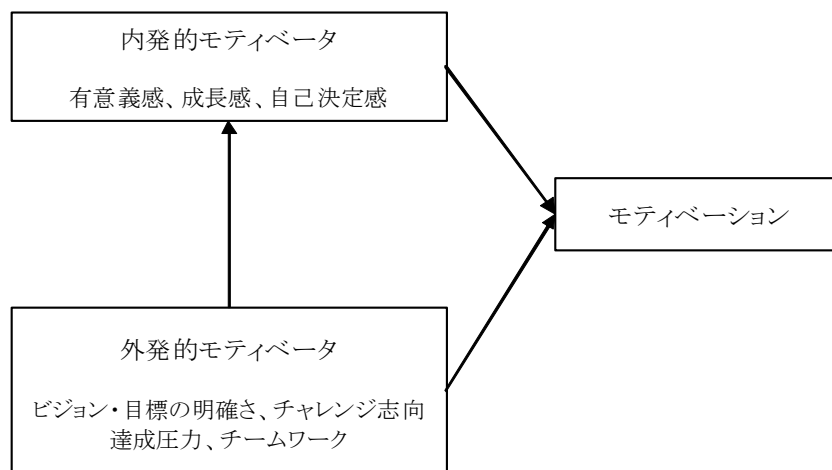 内発的モティベータ
有意義感、成長感、自己決定感
モティベーション
外発的モティベータ
ビジョン・目標の明確さ、チャレンジ志向
達成圧力、チームワーク